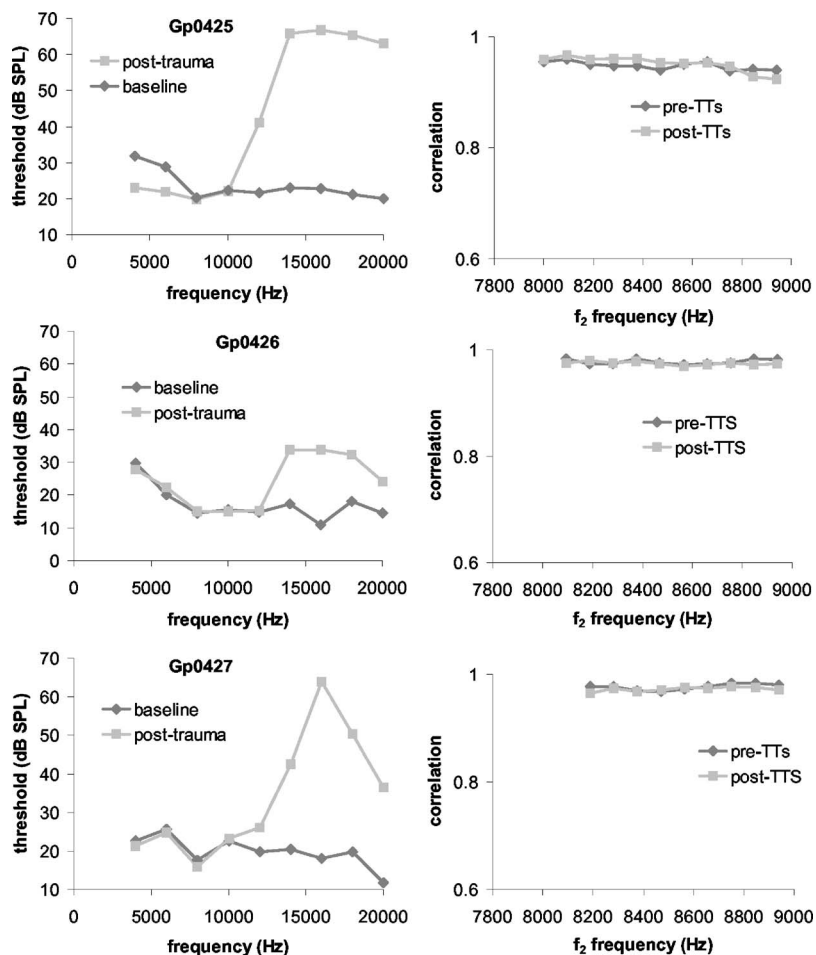 Gp0425
threshold (dB SPL)
70
60
50
40
30
20
10
post-trauma
baseline
0 5000 10000 15000 20000
frequency (Hz)
correlation
1
0.8
0.6
pre-TTs
post-TTs
7800 8000 8200 8400 8600 8800 9000
f₂ frequency (Hz)
Gp0426
threshold (dB SPL)
70
60
50
40
30
20
10
0
baseline
post-trauma
0 5000 10000 15000 20000
frequency (Hz)
correlation
1
0.8
0.6
pre-TTS
post-TTS
7800 8000 8200 8400 8600 8800 9000
f₂ frequency (Hz)
Gp0427
threshold (dB SPL)
70
60
50
40
30
20
10
baseline
post-trauma
0 5000 10000 15000 20000
frequency (Hz)
correlation
1
0.8
0.6
pre-TTs
post-TTS
7800 8000 8200 8400 8600 8800 9000
f₂ frequency (Hz)